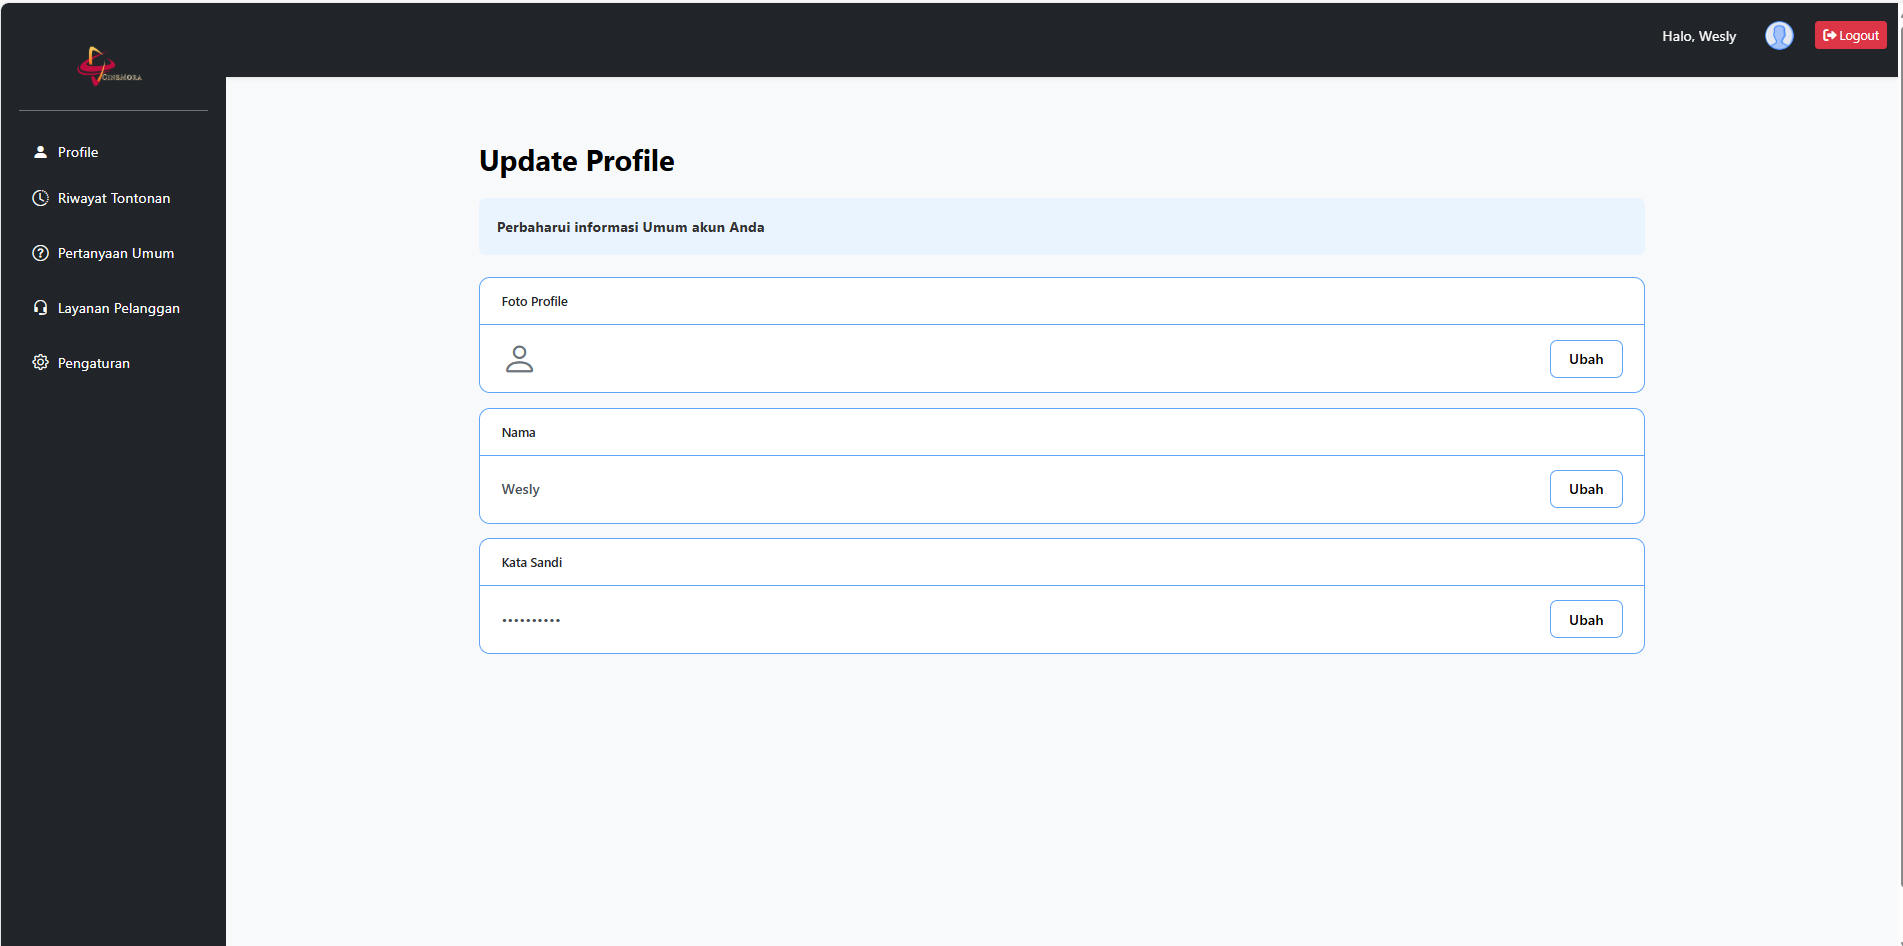 Halo, Wesly
Logout
CINEMORA
Profile
Riwayat Tontonan
Pertanyaan Umum
Layanan Pelanggan
Pengaturan
Update Profile
Perbaharui informasi Umum akun Anda
Foto Profile
Ubah
Nama
Wesly
Ubah
Kata Sandi
••••••••••
Ubah